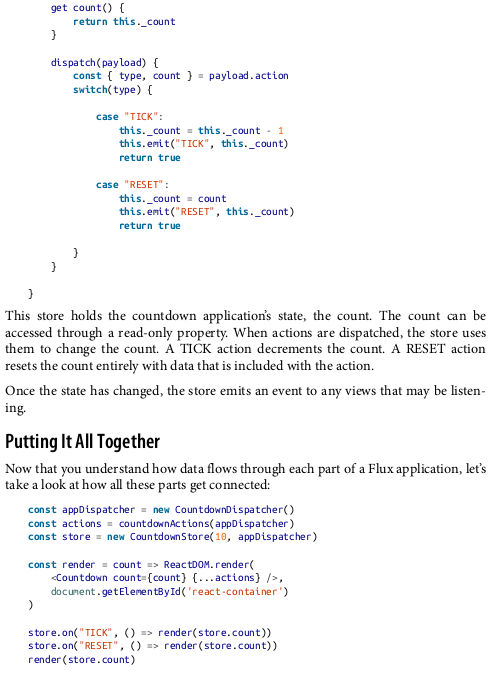 get count() {
return this._count
}
dispatch(payload) {
const { type, count } = payload.action
switch(type) {
case "TICK":
this._count = this._count - 1
this.emit("TICK", this._count)
return true
case "RESET":
this._count = count
this.emit("RESET", this._count)
return true
}
}
}
This store holds the countdown application's state, the count. The count can be
accessed through a read-only property. When actions are dispatched, the store uses
them to change the count. A TICK action decrements the count. A RESET action
resets the count entirely with data that is included with the action.
Once the state has changed, the store emits an event to any views that may be listen-
ing.
Putting It All Together
Now that you understand how data flows through each part of a Flux application, let's
take a look at how all these parts get connected:
const appDispatcher = new CountdownDispatcher()
const actions = countdownActions(appDispatcher)
const store = new CountdownStore(10, appDispatcher)
const render = count => ReactDOM.render(
<Countdown count={count} {...actions} />,
document.getElementById('react-container')
)
store.on("TICK", () => render(store.count))
store.on("RESET", () => render(store.count))
render(store.count)